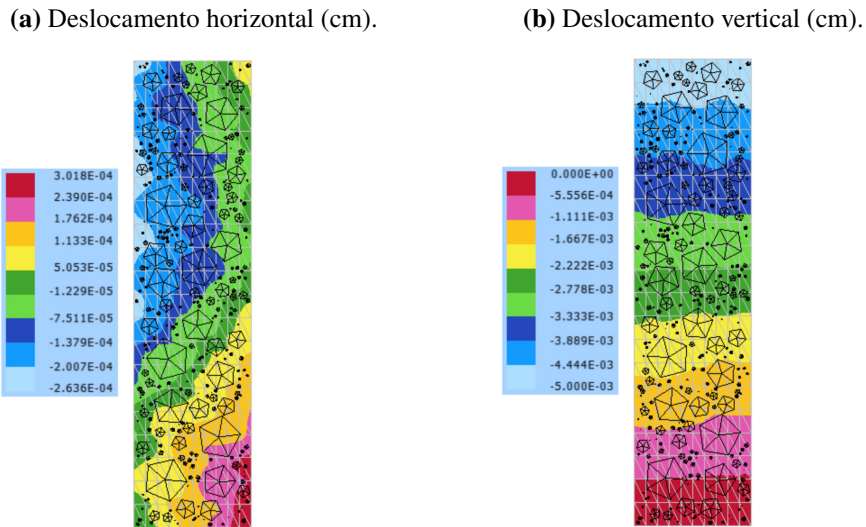 (a) Deslocamento horizontal (cm).
(b) Deslocamento vertical (cm).
3.018E-04
2.390E-04
1.762E-04
1.133E-04
5.053E-05
-1.229E-05
-7.511E-05
-1.379E-04
-2.007E-04
-2.636E-04
0.000E+00
-5.556E-04
-1.111E-03
-1.667E-03
-2.222E-03
-2.778E-03
-3.333E-03
-3.889E-03
-4.444E-03
-5.000E-03